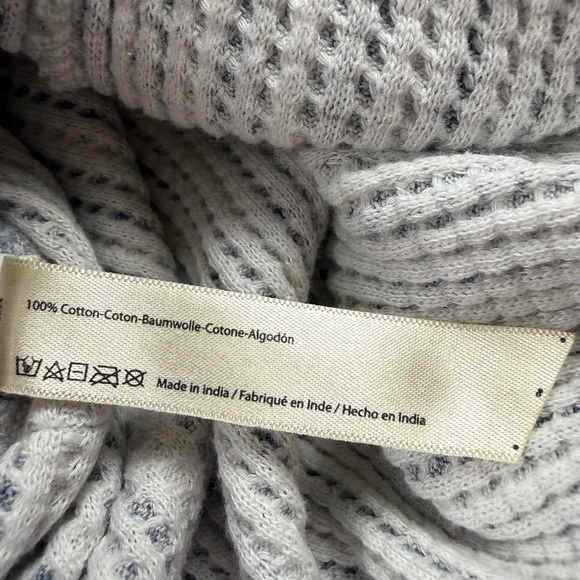 100% Cotton-Coton-Baumwolle-Cotone-Algodón
Made in india / Fabriqué en Inde / Hecho en India